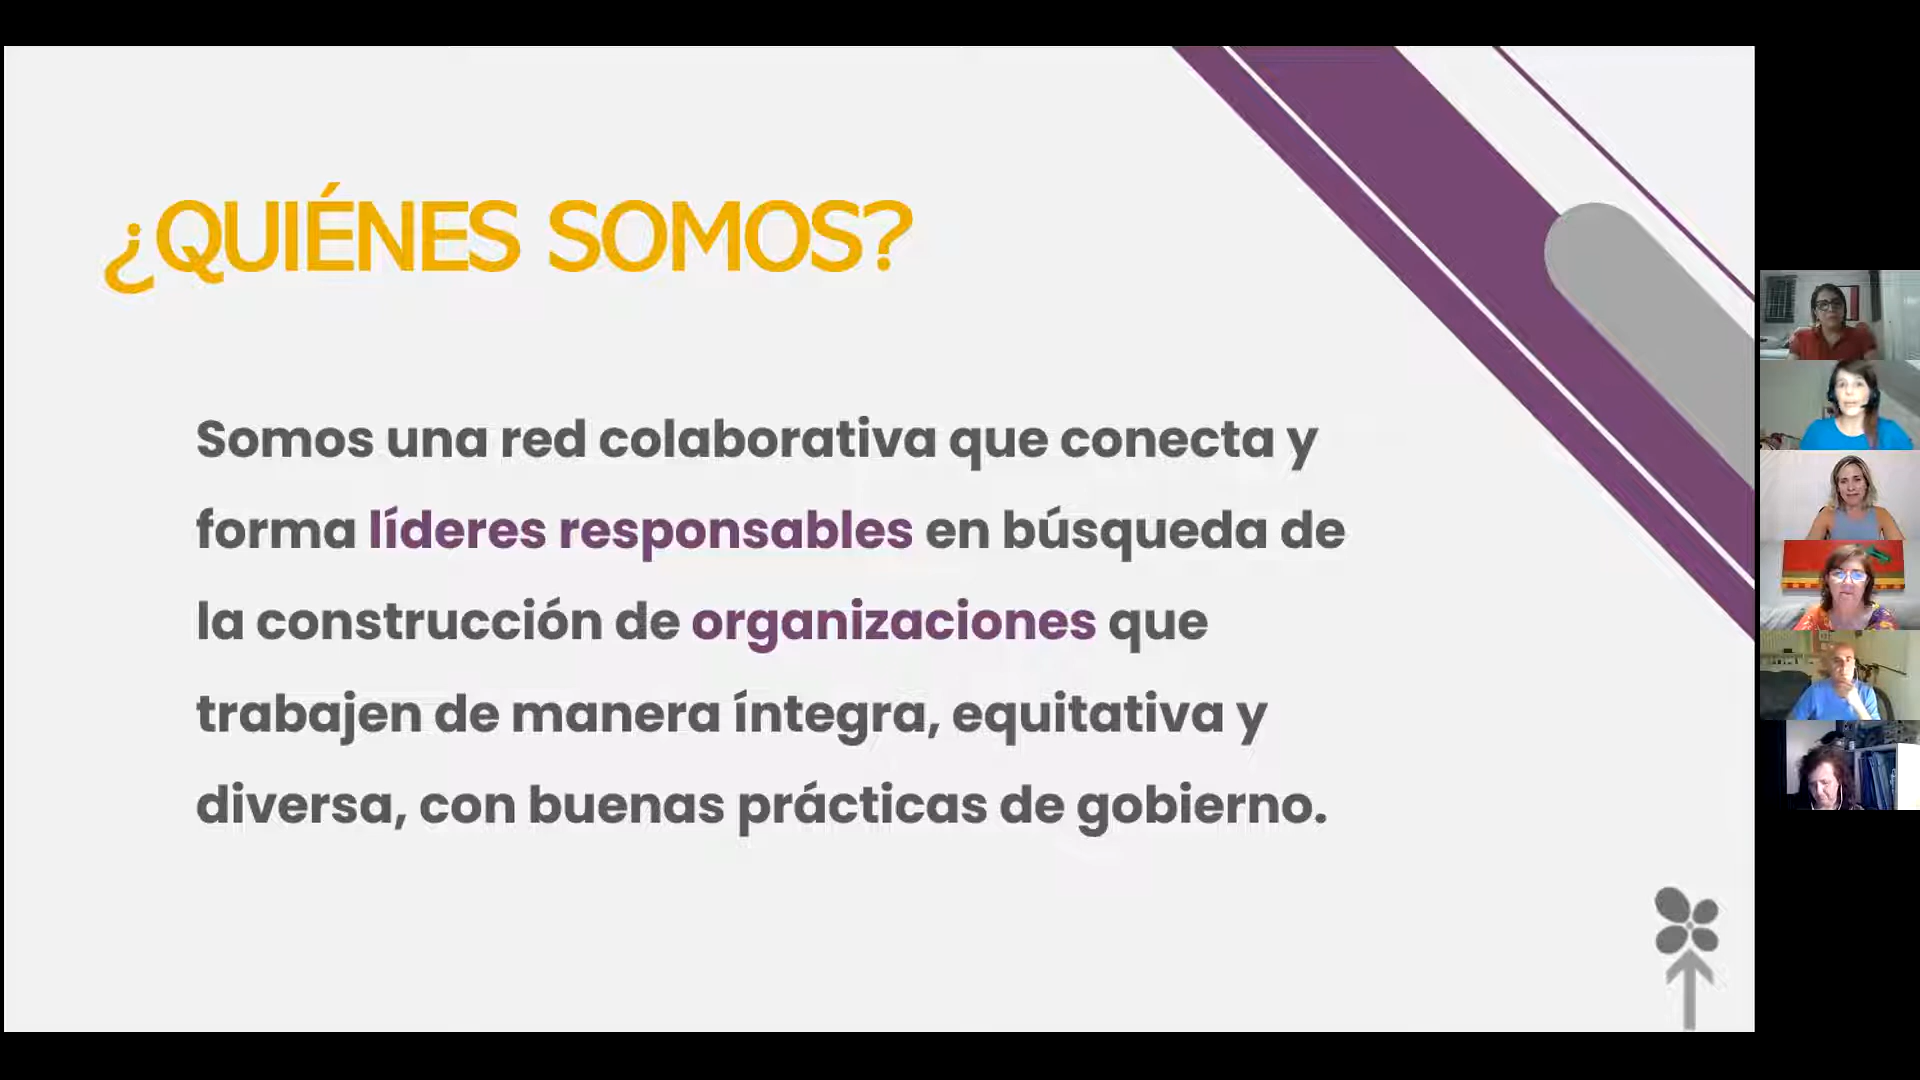 ¿QUIÉNES SOMOS?
Somos una red colaborativa que conecta y
forma líderes responsables en búsqueda de
la construcción de organizaciones que
trabajen de manera íntegra, equitativa y
diversa, con buenas prácticas de gobierno.